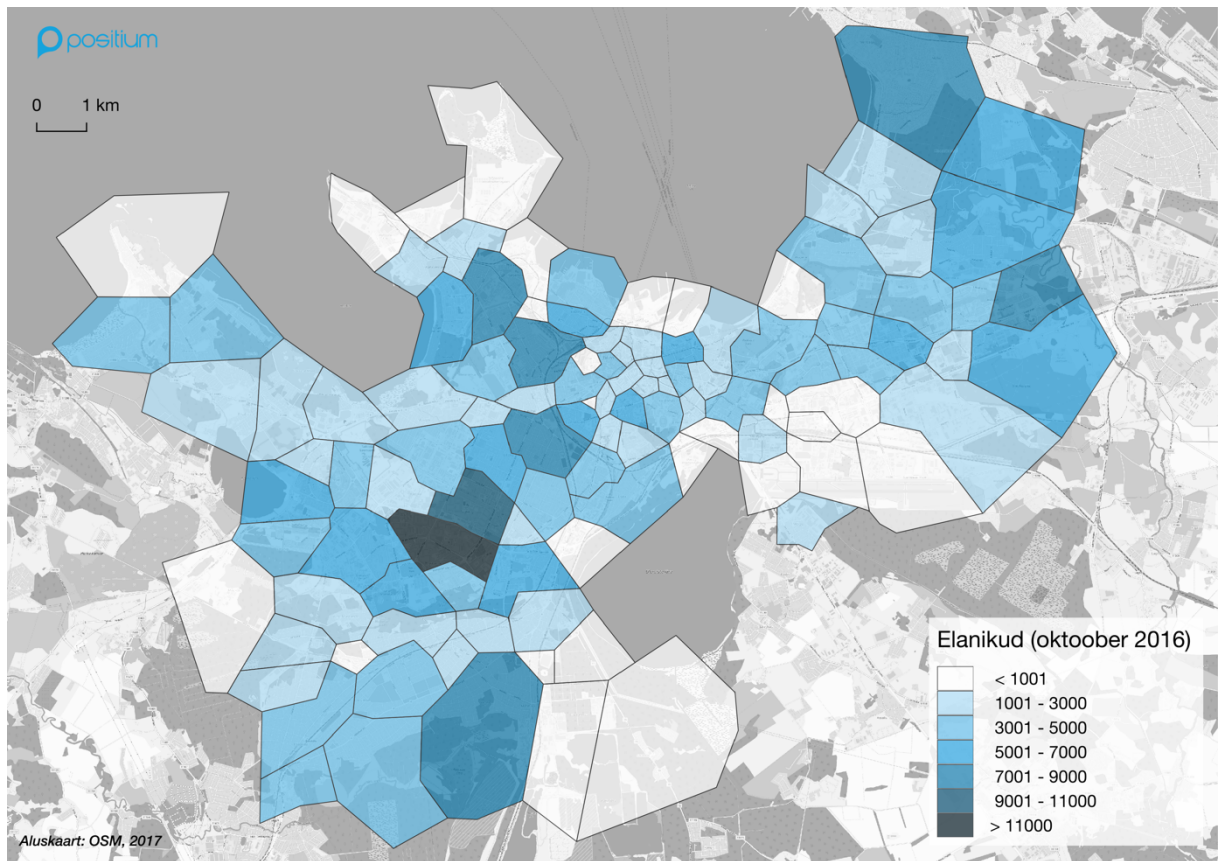 positium
0 1 km
Elanikud (oktoober 2016)
< 1001
1001 - 3000
3001 - 5000
5001 - 7000
7001 - 9000
9001 - 11000
> 11000
Aluskaart: OSM, 2017